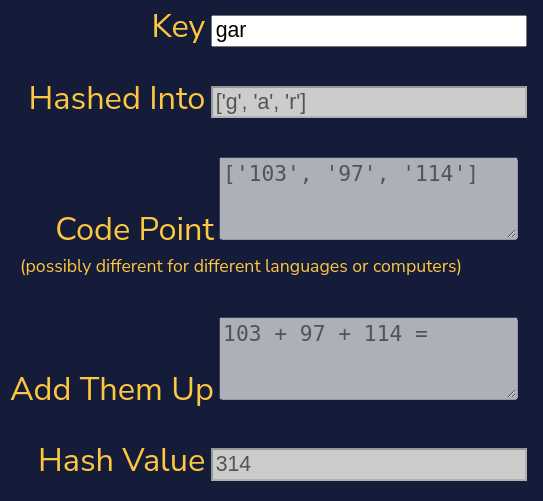 Key gar
Hashed Into ['g', 'a', 'r']
['103', '97', '114']
Code Point
(possibly different for different languages or computers)
103 + 97 + 114 =
Add Them Up
Hash Value 314